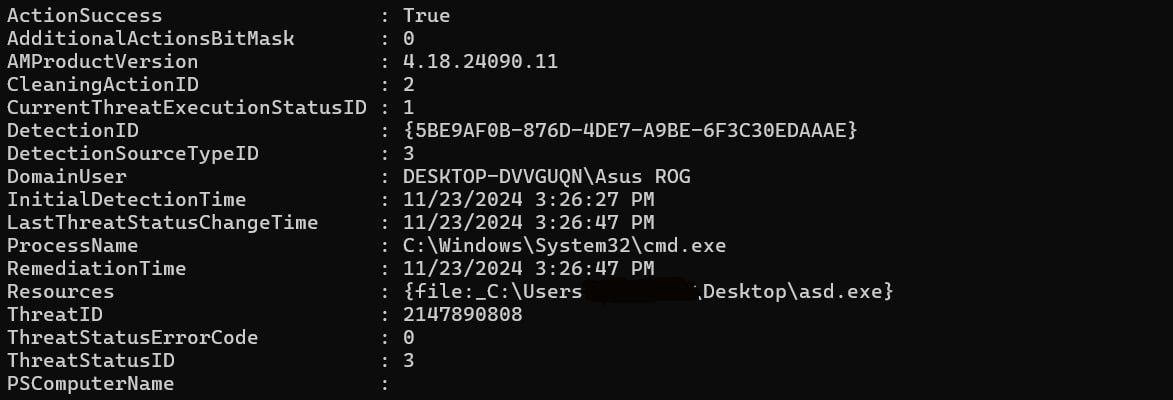 ActionSuccess : True
AdditionalActionsBitMask : 0
AMProductVersion : 4.18.24090.11
CleaningActionID : 2
CurrentThreatExecutionStatusID : 1
DetectionID : {5BE9AF0B-876D-4DE7-A9BE-6F3C30EDAAAE}
DetectionSourceTypeID : 3
DomainUser : DESKTOP-DVVGUQN\Asus ROG
InitialDetectionTime : 11/23/2024 3:26:27 PM
LastThreatStatusChangeTime : 11/23/2024 3:26:47 PM
ProcessName : C:\Windows\System32\cmd.exe
RemediationTime : 11/23/2024 3:26:47 PM
Resources : {file:_C:\Users \Desktop\asd.exe}
ThreatID : 2147890808
ThreatStatusErrorCode : 0
ThreatStatusID : 3
PSComputerName :